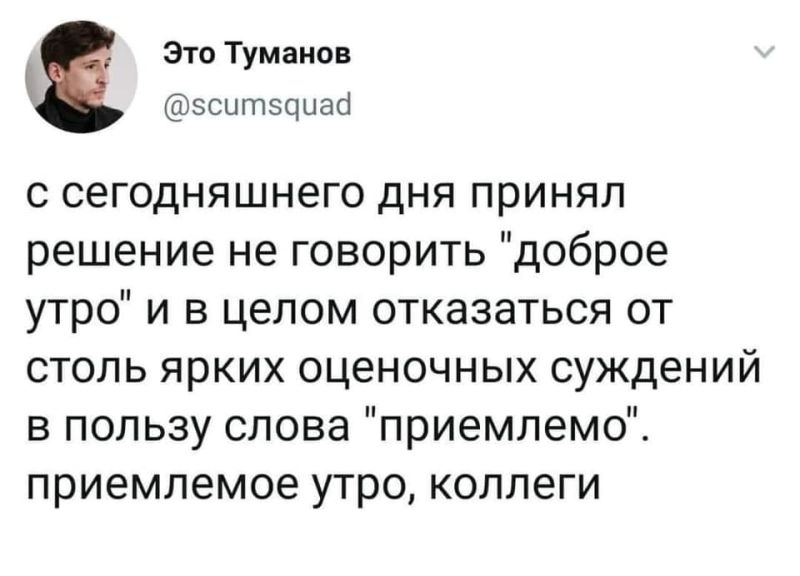 Это Туманов
@scumsquad
с сегодняшнего дня принял
решение не говорить "доброе
утро" и в целом отказаться от
столь ярких оценочных суждений
в пользу слова "приемлемо".
приемлемое утро, коллеги